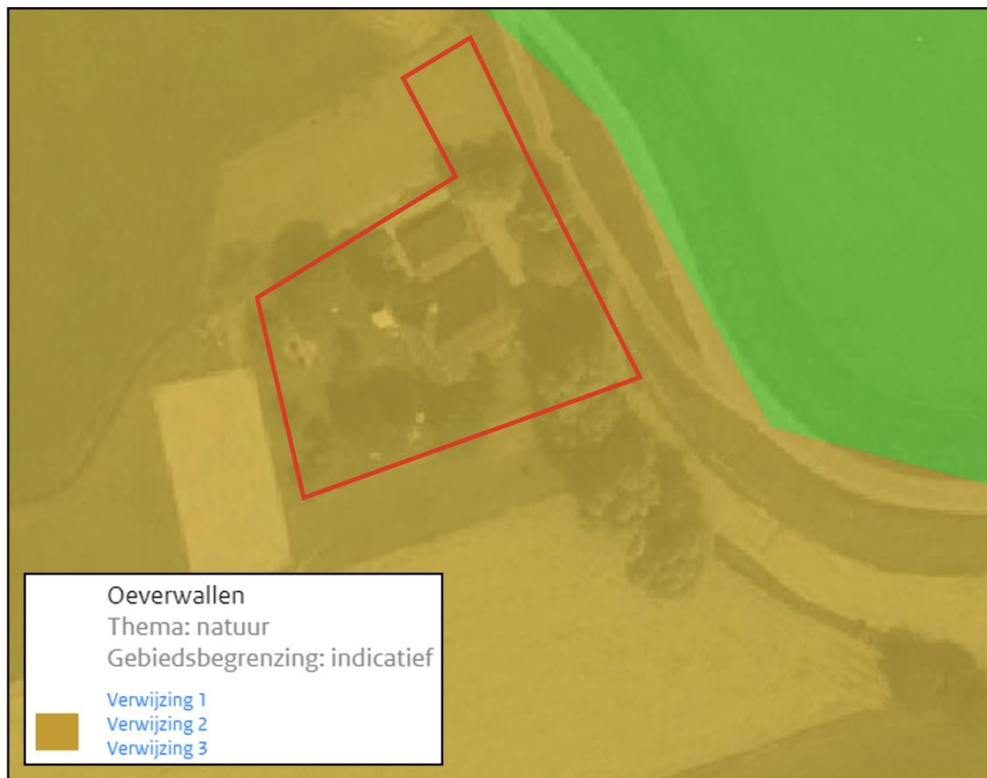 Oeverwallen
Thema: natuur
Gebiedsbegrenzing: indicatief
Verwijzing 1
Verwijzing 2
Verwijzing 3